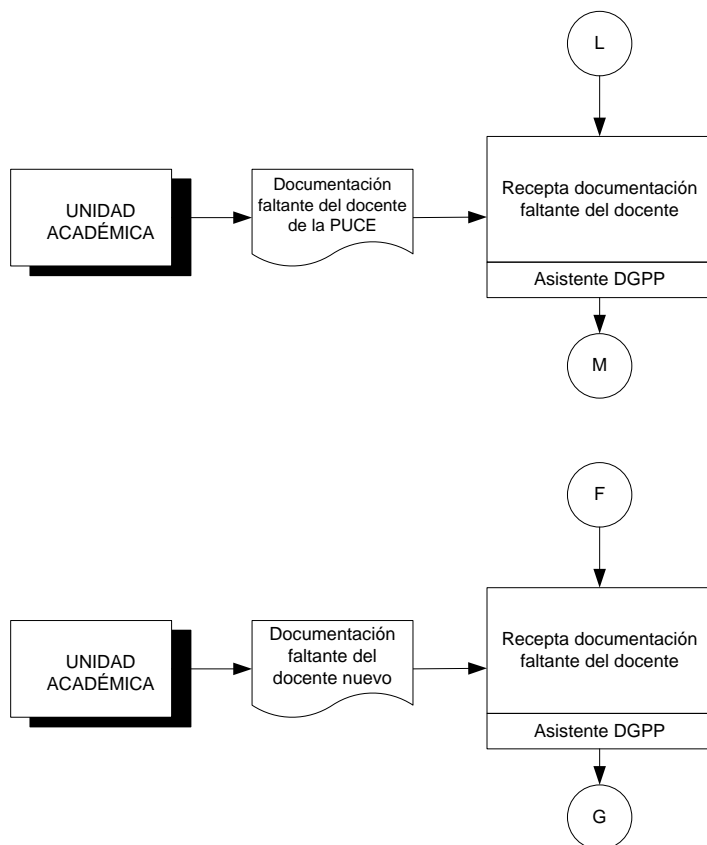 L
UNIDAD
ACADÉMICA
Documentación
faltante del docente
de la PUCE
Recepta documentación
faltante del docente
Asistente DGPP
M
F
UNIDAD
ACADÉMICA
Documentación
faltante del
docente nuevo
Recepta documentación
faltante del docente
Asistente DGPP
G